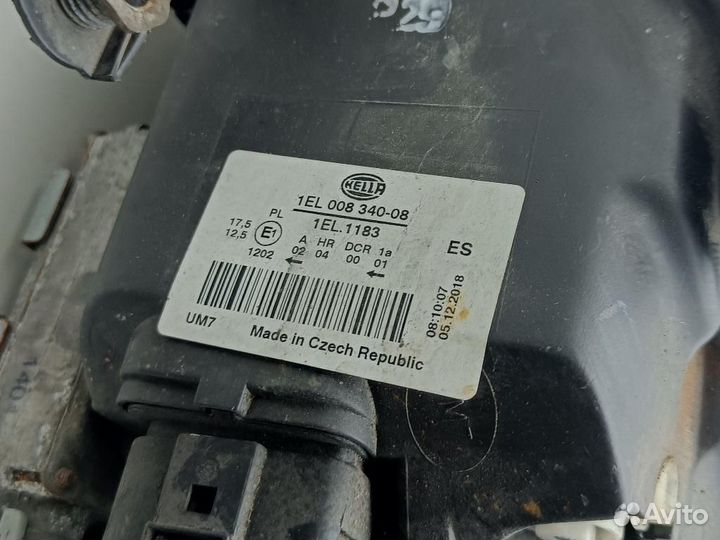 HELLA
1EL 008 340-08
1EL.1183
17,5
12,5
PL
E1
1202
A HR DCR 1a
02 04 00 01
ES
08:10:07
05.12.2018
UM7
Made in Czech Republic
Avito